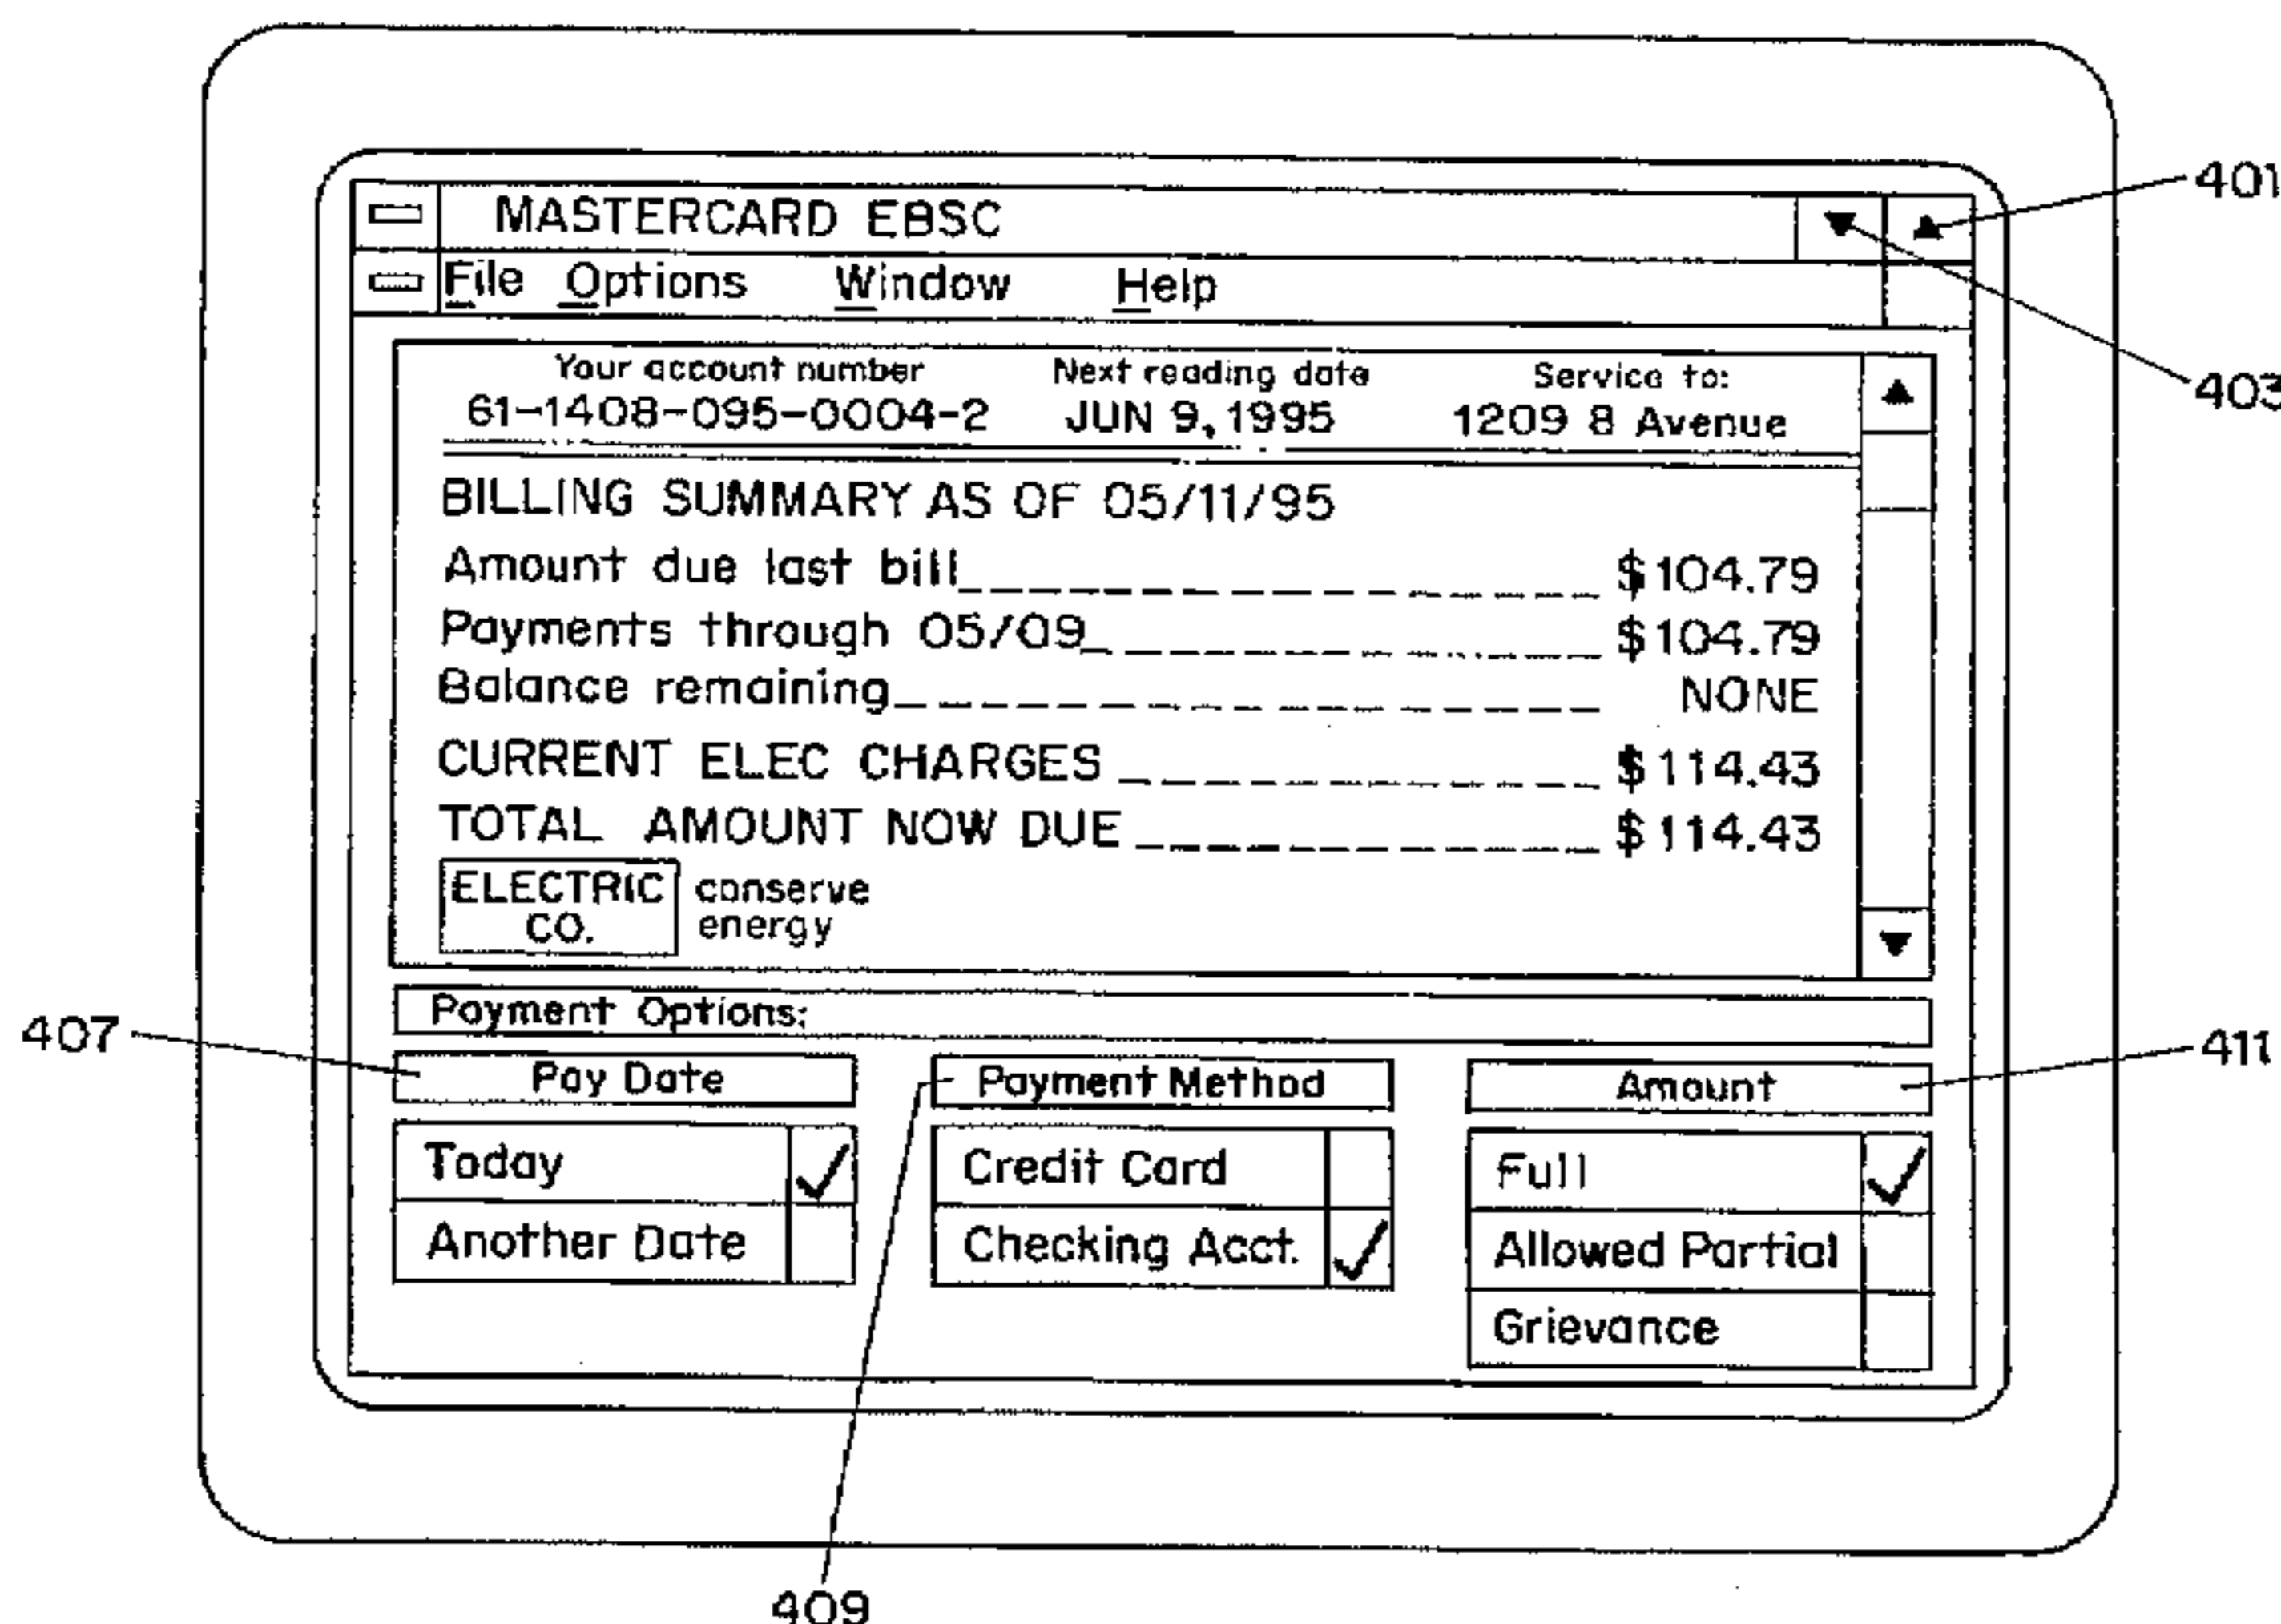 MASTERCARD EBSC
401
File Options Window Help
Your account number Next reading date Service to:
61-1408-095-0004-2 JUN 9, 1995 1209 8 Avenue
403
BILLING SUMMARY AS OF 05/11/95
Amount due last bill $104.79
Payments through 05/09 $104.79
Balance remaining NONE
CURRENT ELEC CHARGES $114.43
TOTAL AMOUNT NOW DUE $114.43
ELECTRIC CO.
conserve energy
Payment Options:
407
411
Pay Date Payment Method Amount
Today Credit Card Full
Another Date Checking Acct. Allowed Partial
Grievance
409